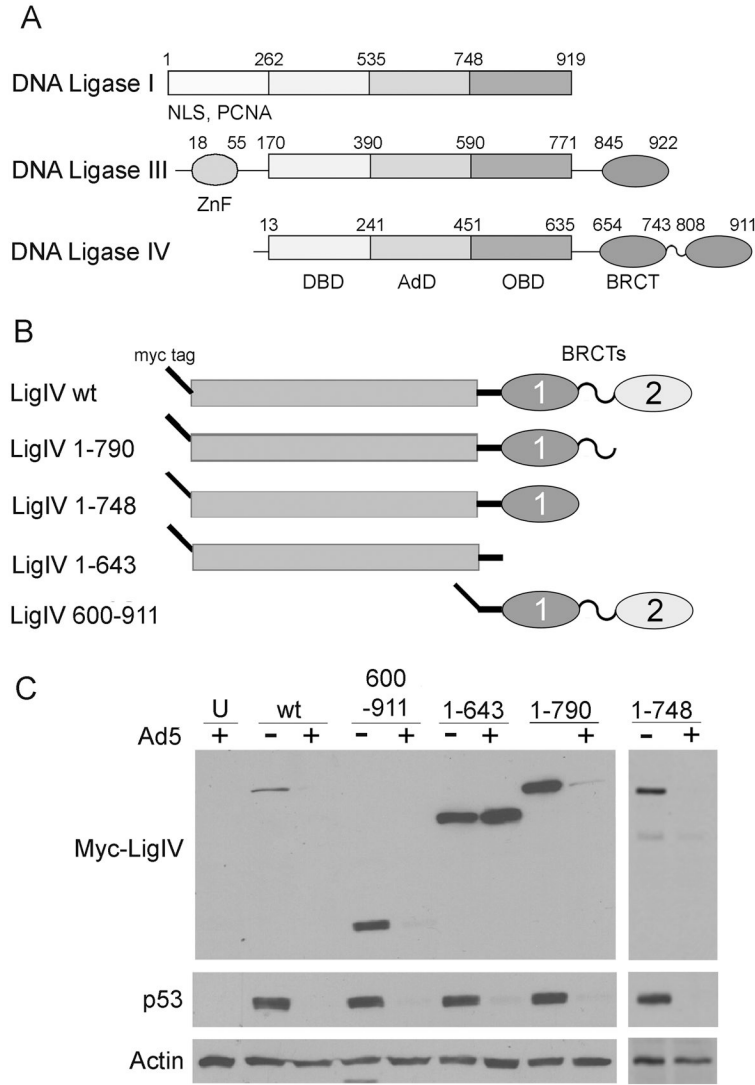 A
1 262 535 748 919
DNA Ligase I
NLS, PCNA
18 55 170 390 590 771 845 922
DNA Ligase III
ZnF
13 241 451 635 654 743 808 911
DNA Ligase IV
DBD AdD OBD BRCT
B
myc tag BRCTs
LigIV wt 1 2
LigIV 1-790 1
LigIV 1-748 1
LigIV 1-643
LigIV 600-911 1 2
C
600
U wt -911 1-643 1-790 1-748
Ad5 + - + - + - + + - +
Myc-LigIV
p53
Actin